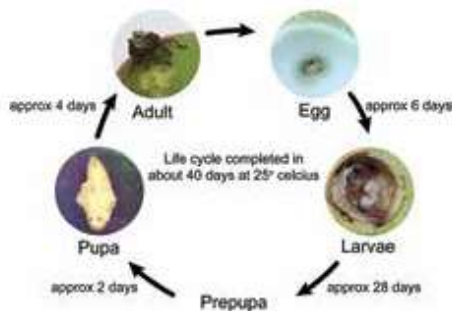 Adult
Egg
approx 4 days
approx 6 days
Life cycle completed in
about 40 days at 25° celcius
Pupa
Larvae
approx 2 days
Prepupa
approx 28 days